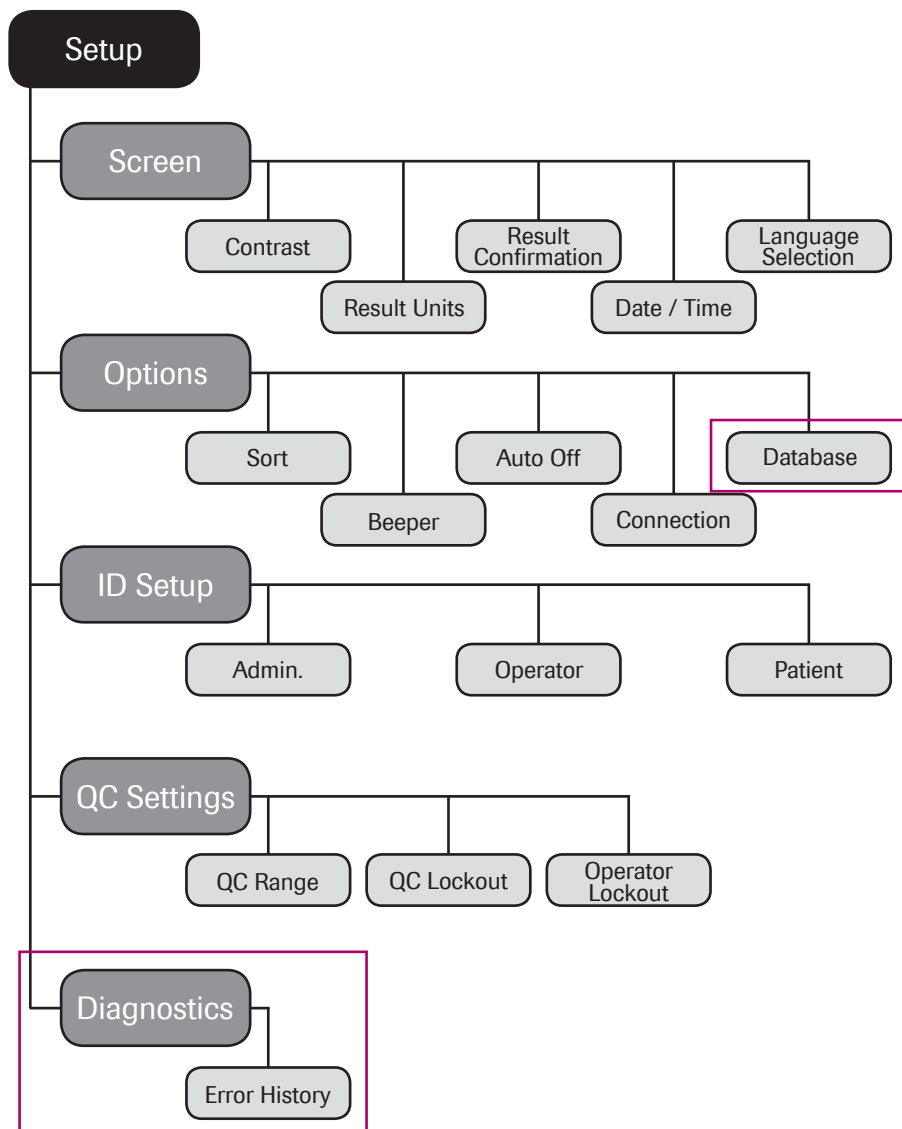 Setup
Screen
Contrast
Result Units
Result
Confirmation
Date / Time
Language
Selection
Options
Sort
Beeper
Auto Off
Connection
Database
ID Setup
Admin.
Operator
Patient
QC Settings
QC Range
QC Lockout
Operator
Lockout
Diagnostics
Error History